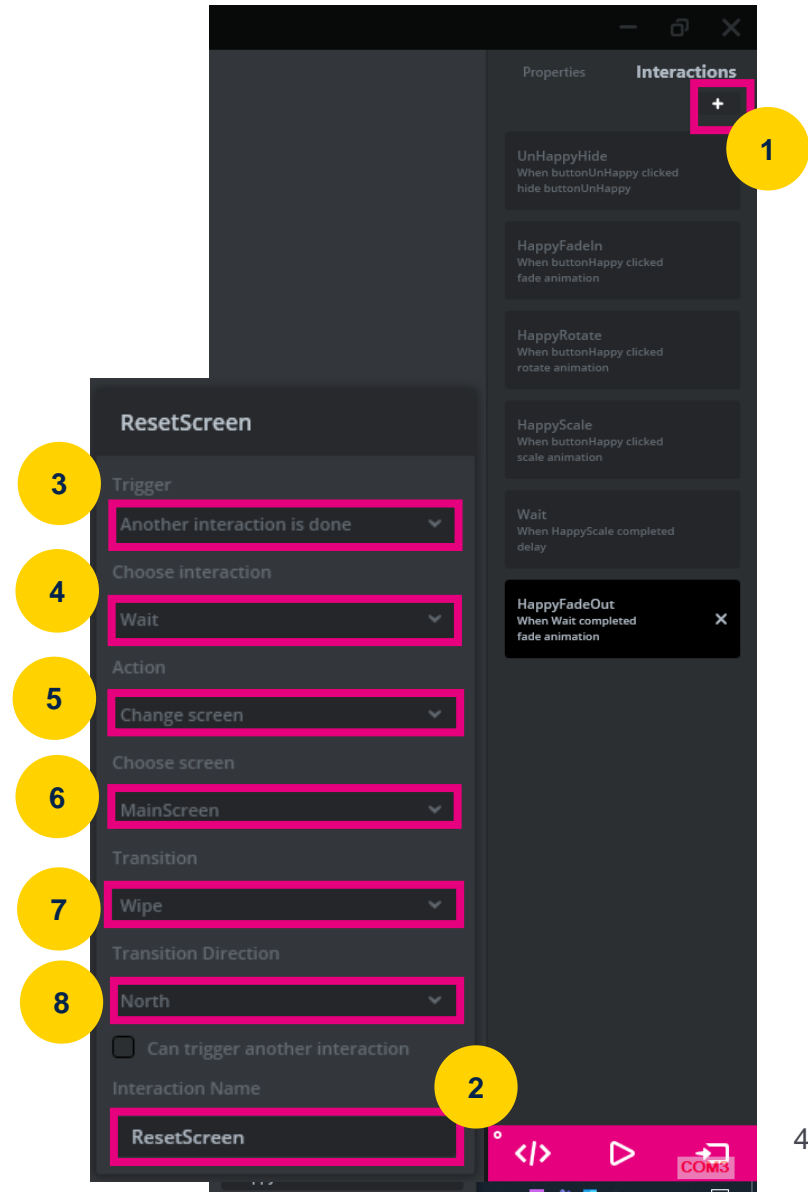 Properties
Interactions
+
1
UnHappyHide
When buttonUnHappy clicked
hide buttonUnHappy
HappyFadeIn
When buttonHappy clicked
fade animation
HappyRotate
When buttonHappy clicked
rotate animation
HappyScale
When buttonHappy clicked
scale animation
Wait
When HappyScale completed
delay
HappyFadeOut
When Wait completed
fade animation
ResetScreen
3
Trigger
Another interaction is done
Choose interaction
4
Wait
Action
5
Change screen
Choose screen
6
MainScreen
Transition
7
Wipe
Transition Direction
8
North
Can trigger another interaction
Interaction Name
2
ResetScreen
</>
COM3
4